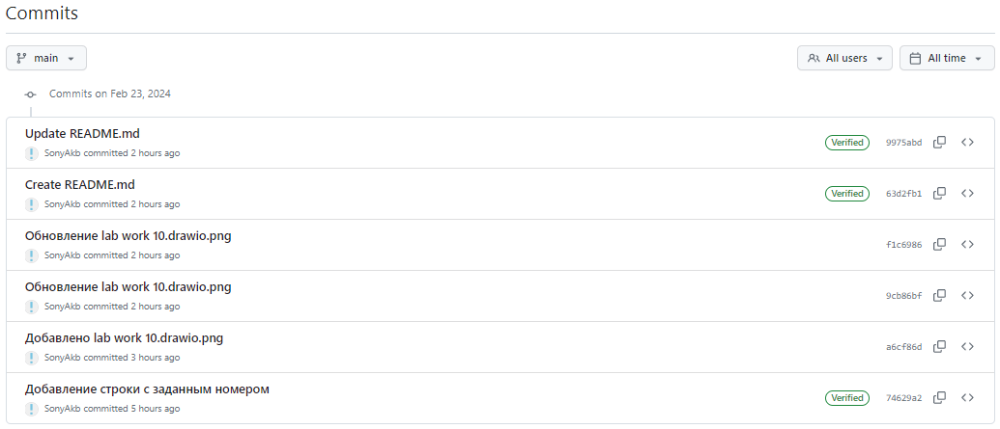 Commits
main
All users
All time
Commits on Feb 23, 2024
Update README.md
SonyAkb committed 2 hours ago
Verified
9975abd
Create README.md
SonyAkb committed 2 hours ago
Verified
63d2fb1
Обновление lab work 10.drawio.png
SonyAkb committed 2 hours ago
f1c6986
Обновление lab work 10.drawio.png
SonyAkb committed 2 hours ago
9cb86bf
Добавлено lab work 10.drawio.png
SonyAkb committed 3 hours ago
a6cf86d
Добавление строки с заданным номером
SonyAkb committed 5 hours ago
Verified
74629a2